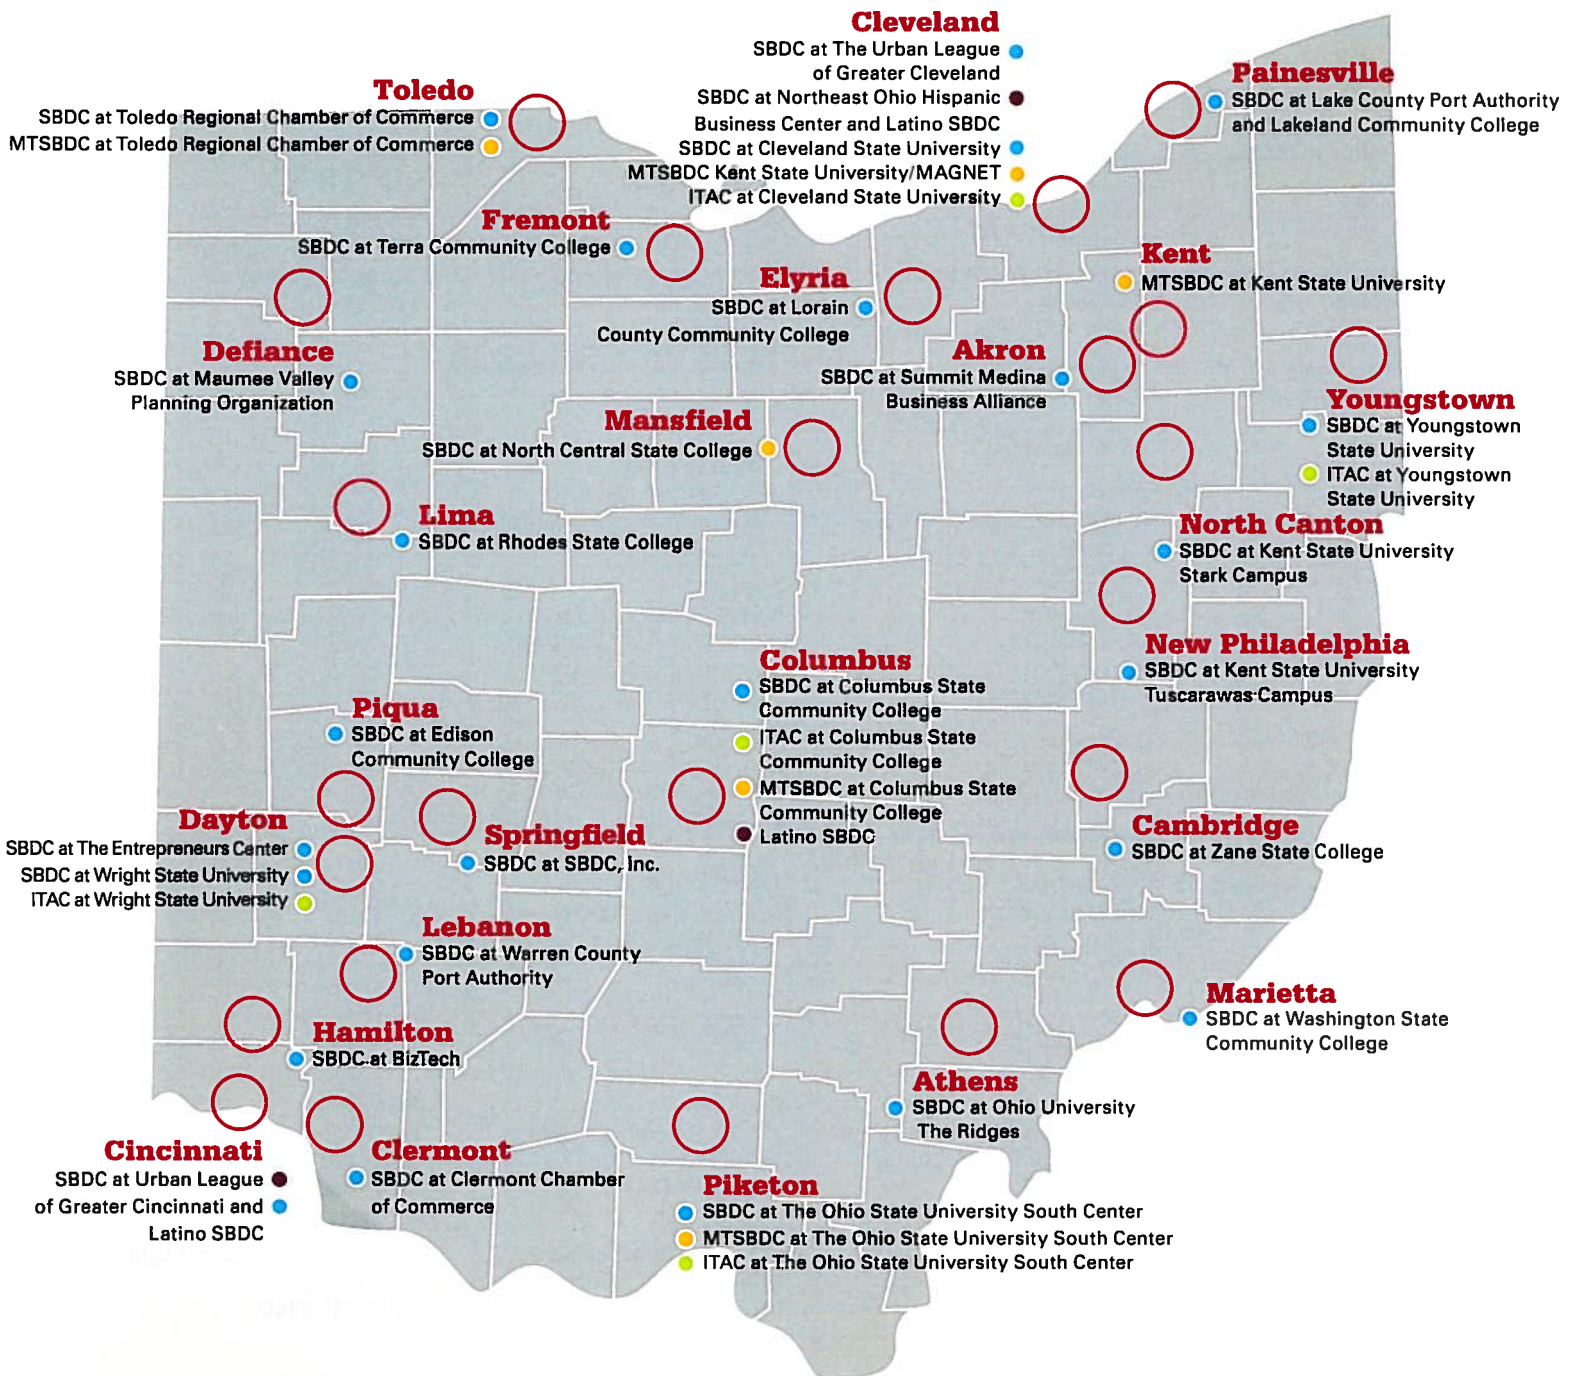 Cleveland
SBDC at The Urban League
of Greater Cleveland
SBDC at Northeast Ohio Hispanic
Business Center and Latino SBDC
SBDC at Cleveland State University
MTSBDC Kent State University/MAGNET
ITAC at Cleveland State University
Painesville
SBDC at Lake County Port Authority
and Lakeland Community College
Toledo
SBDC at Toledo Regional Chamber of Commerce
MTSBDC at Toledo Regional Chamber of Commerce
Fremont
SBDC at Terra Community College
Elyria
SBDC at Lorain
County Community College
Kent
MTSBDC at Kent State University
Defiance
SBDC at Maumee Valley
Planning Organization
Akron
SBDC at Summit Medina
Business Alliance
Youngstown
SBDC at Youngstown
State University
ITAC at Youngstown
State University
Mansfield
SBDC at North Central State College
Lima
SBDC at Rhodes State College
North Canton
SBDC at Kent State University
Stark Campus
New Philadelphia
SBDC at Kent State University
Tuscarawas Campus
Columbus
SBDC at Columbus State
Community College
ITAC at Columbus State
Community College
MTSBDC at Columbus State
Community College
Latino SBDC
Piqua
SBDC at Edison
Community College
Dayton
SBDC at The Entrepreneurs Center
SBDC at Wright State University
ITAC at Wright State University
Springfield
SBDC at SBDC, Inc.
Cambridge
SBDC at Zane State College
Lebanon
SBDC at Warren County
Port Authority
Marietta
SBDC at Washington State
Community College
Hamilton
SBDC at BizTech
Athens
SBDC at Ohio University
The Ridges
Cincinnati
SBDC at Urban League
of Greater Cincinnati and
Latino SBDC
Clermont
SBDC at Clermont Chamber
of Commerce
Piketon
SBDC at The Ohio State University South Center
MTSBDC at The Ohio State University South Center
ITAC at The Ohio State University South Center